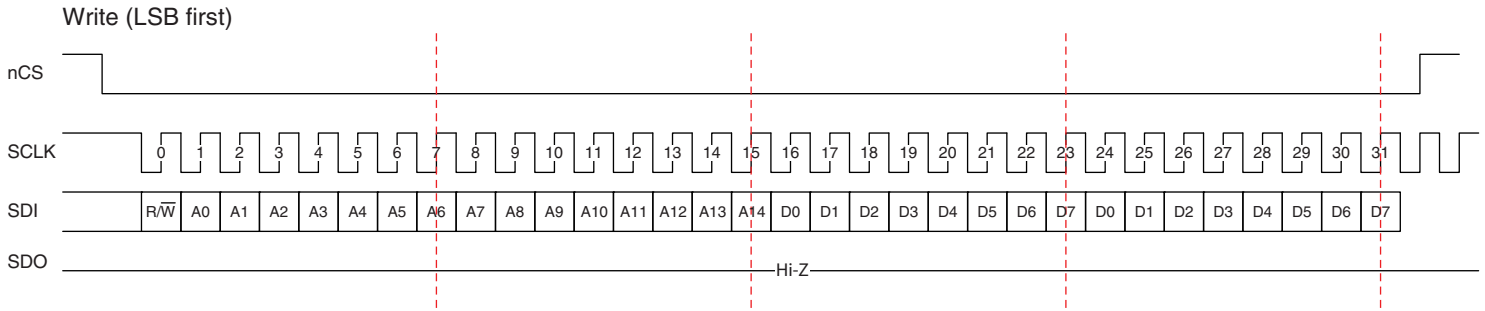 Write (LSB first)
nCS
SCLK 0 1 2 3 4 5 6 7 8 9 10 11 12 13 14 15 16 17 18 19 20 21 22 23 24 25 26 27 28 29 30 31
SDI R/W̅ A0 A1 A2 A3 A4 A5 A6 A7 A8 A9 A10 A11 A12 A13 A14 D0 D1 D2 D3 D4 D5 D6 D7 D0 D1 D2 D3 D4 D5 D6 D7
SDO Hi-Z